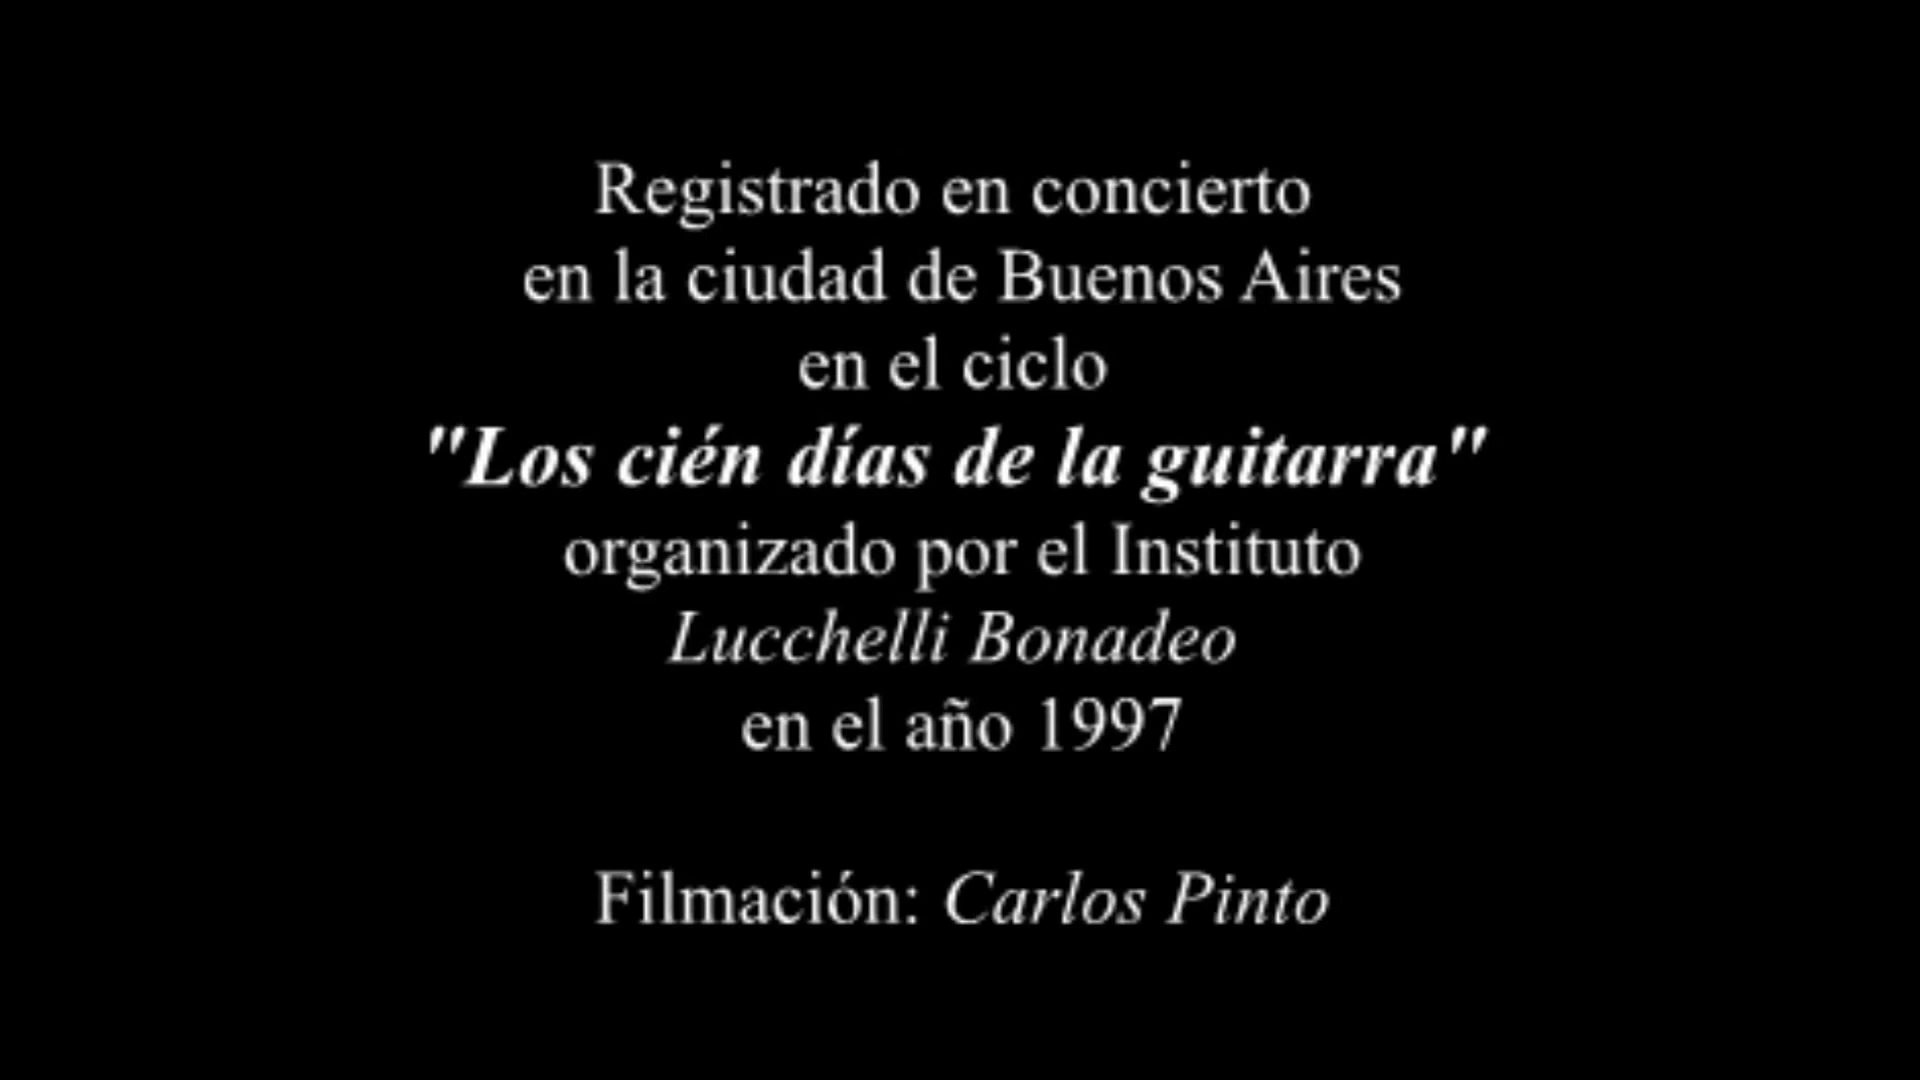 Registrado en concierto
en la ciudad de Buenos Aires
en el ciclo
"Los cién días de la guitarra"
organizado por el Instituto
Lucchelli Bonadeo
en el año 1997
Filmación: Carlos Pinto